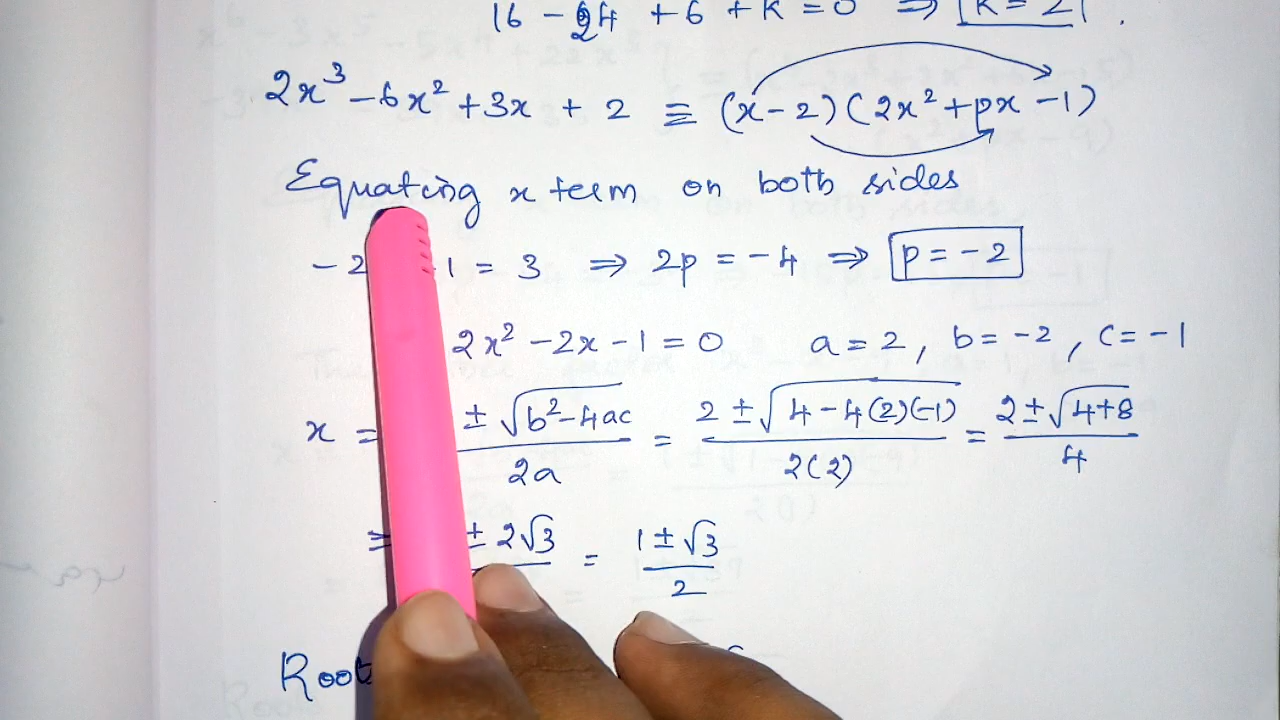 16 - 24 + 6 + k = 0 ⇒ k = 2.
2x³ - 6x² + 3x + 2 ≡ (x - 2)(2x² + px - 1)
Equating x term on both sides
-2 1 = 3 ⇒ 2p = -4 ⇒ p = -2
2x² - 2x - 1 = 0 a = 2, b = -2, c = -1
x = ± √(b² - 4ac) / 2a = 2 ± √(4 - 4(2)(-1)) / 2(2) = 2 ± √(4+8) / 4
= ± 2√3 = 1 ± √3 / 2
Root